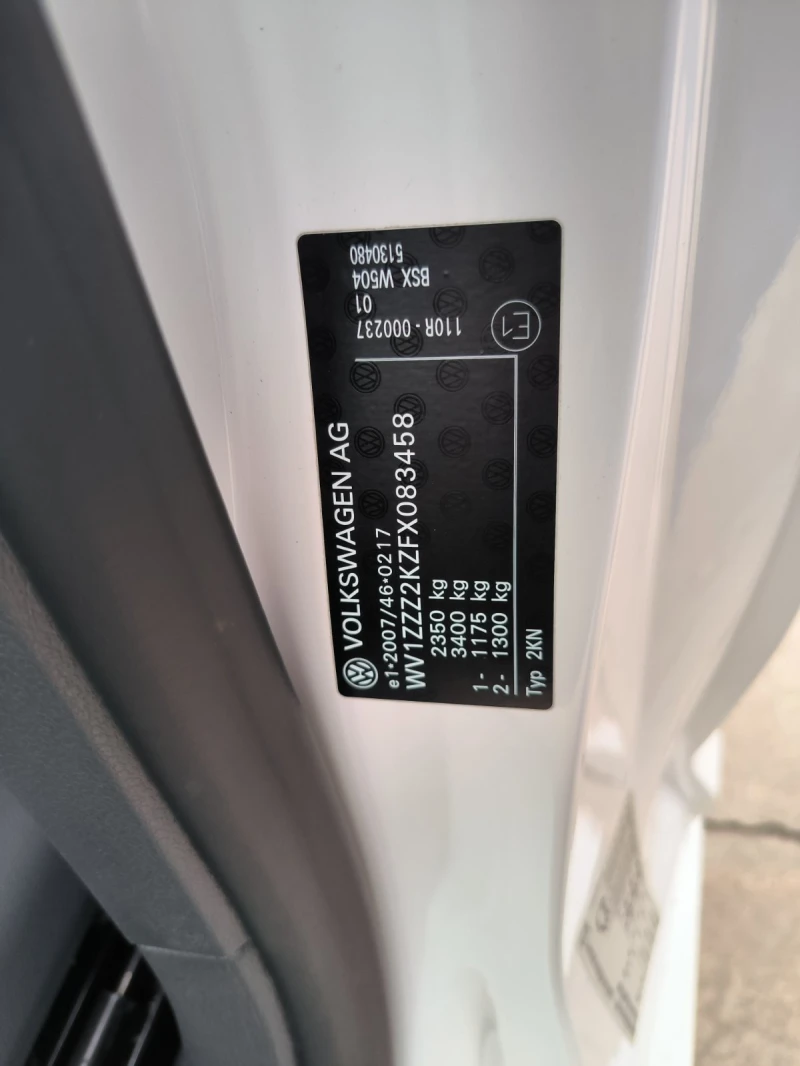 VOLKSWAGEN AG
e1*2007/46*0217
WV1ZZZ2KZFX083458
2350 kg
3400 kg
1- 1175 kg
2- 1300 kg
Typ 2KN
5130480
BSX W504
01
110R-000237
E1